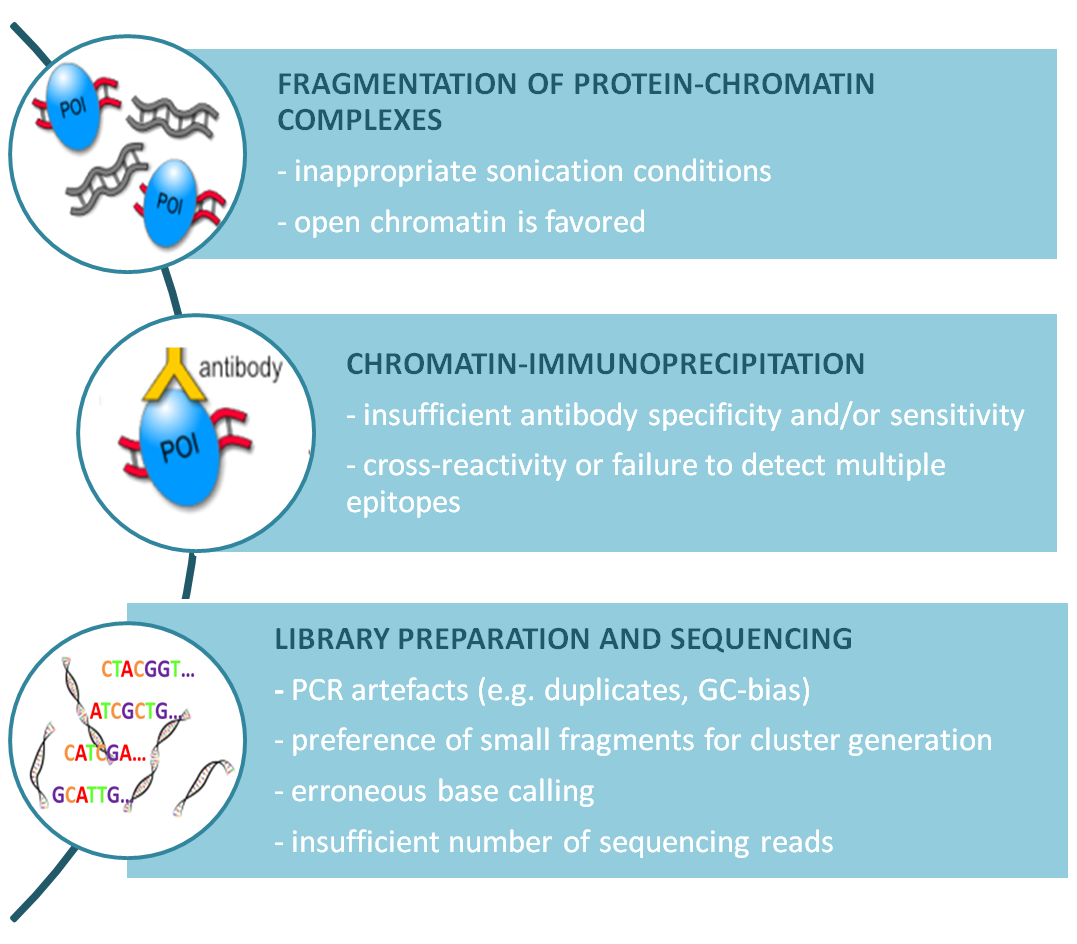 POI
POI
FRAGMENTATION OF PROTEIN-CHROMATIN
COMPLEXES
- inappropriate sonication conditions
- open chromatin is favored
antibody
POI
CHROMATIN-IMMUNOPRECIPITATION
- insufficient antibody specificity and/or sensitivity
- cross-reactivity or failure to detect multiple
epitopes
CTACGGT...
ATCGCTG...
CATCGA...
GCATTG...
LIBRARY PREPARATION AND SEQUENCING
- PCR artefacts (e.g. duplicates, GC-bias)
- preference of small fragments for cluster generation
- erroneous base calling
- insufficient number of sequencing reads